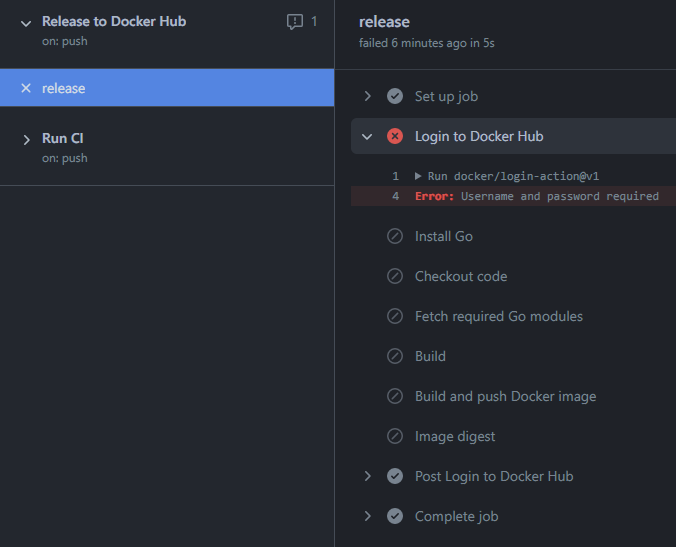 Release to Docker Hub 1
on: push
release
Run CI
on: push
release
failed 6 minutes ago in 5s
Set up job
Login to Docker Hub
1 Run docker/login-action@v1
4 Error: Username and password required
Install Go
Checkout code
Fetch required Go modules
Build
Build and push Docker image
Image digest
Post Login to Docker Hub
Complete job